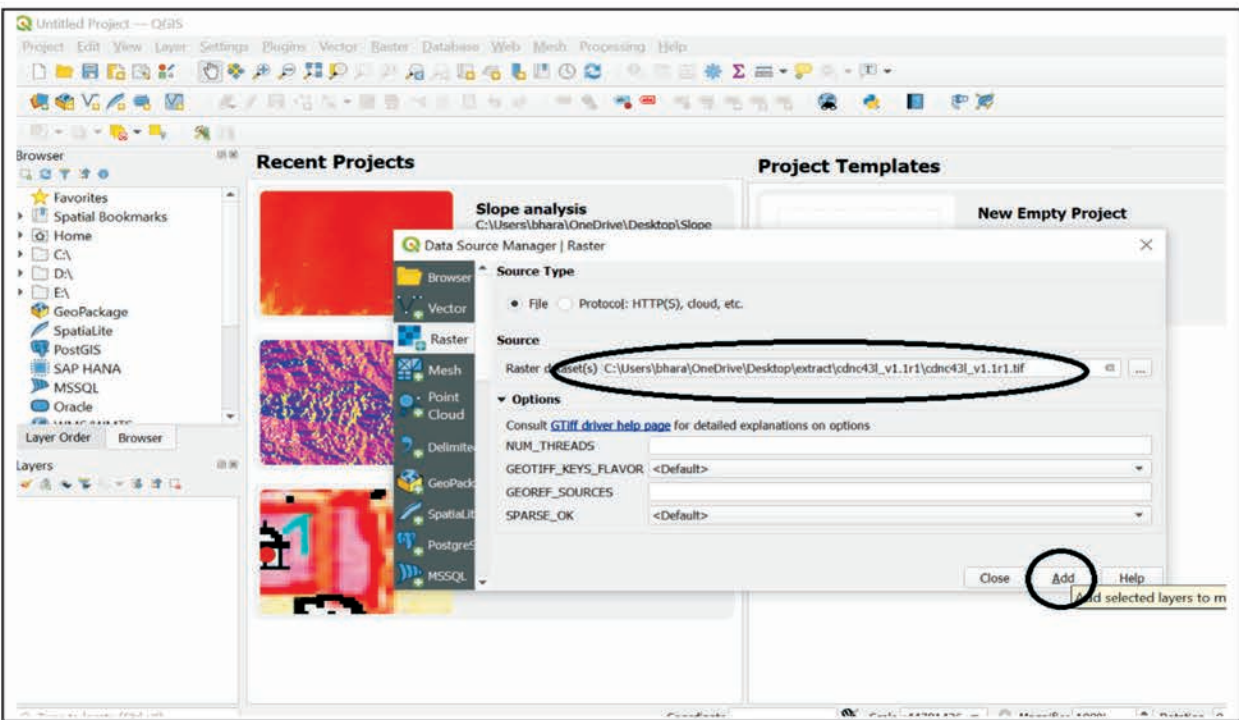 Untitled Project — QGIS
Project Edit View Layer Settings Plugins Vector Raster Database Web Mesh Processing Help
Browser
Favorites
Spatial Bookmarks
Home
C:\
D:\
E:\
GeoPackage
SpatiaLite
PostGIS
SAP HANA
MSSQL
Oracle
Layer Order Browser
Layers
Recent Projects
Slope analysis
C:\Users\bhara\OneDrive\Desktop\Slope
Project Templates
New Empty Project
Data Source Manager | Raster
Browser
Vector
Raster
Mesh
Point
Cloud
Delimite
GeoPack
SpatiaLit
PostgreS
MSSQL
Source Type
File Protocol: HTTP(S), cloud, etc.
Source
Raster dataset(s) C:\Users\bhara\OneDrive\Desktop\extract\cdnc43l_v1.1r1\cdnc43l_v1.1r1.tif
...
Options
Consult GTiff driver help page for detailed explanations on options
NUM_THREADS
GEOTIFF_KEYS_FLAVOR <Default>
GEOREF_SOURCES
SPARSE_OK <Default>
Close Add Help
Add selected layers to m